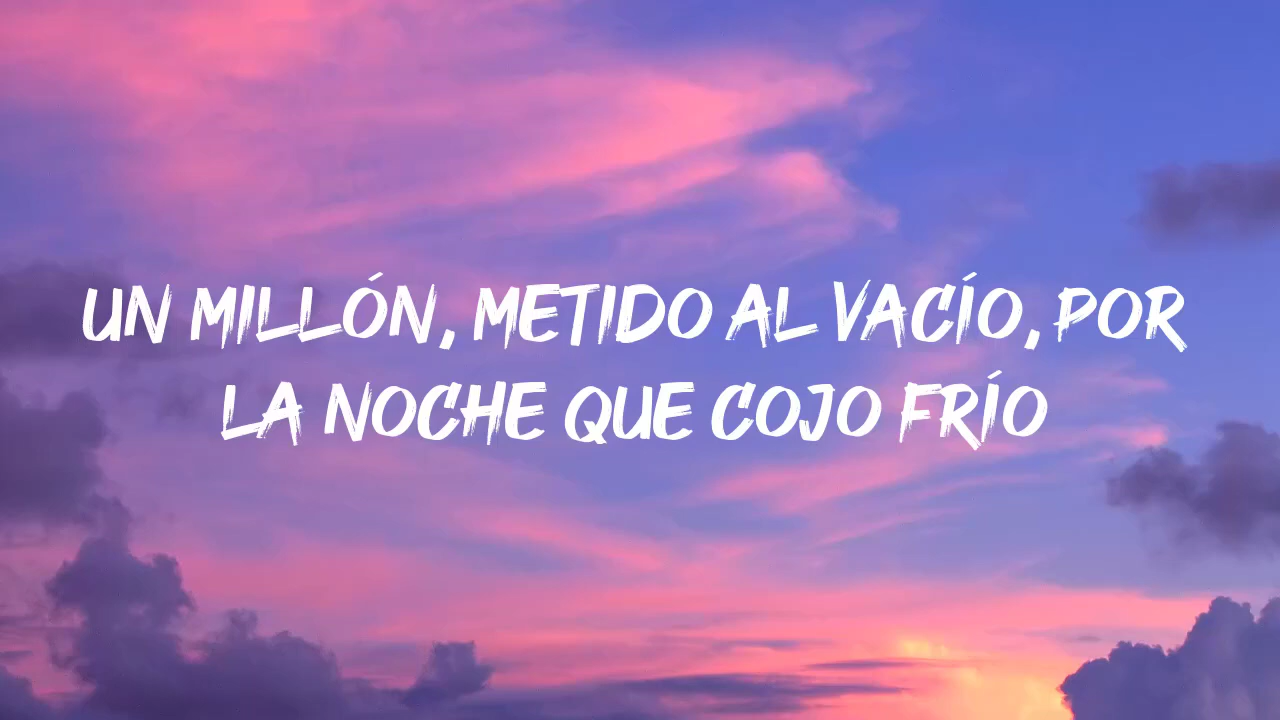 UN MILLÓN, METIDO AL VACÍO, POR
LA NOCHE QUE COJO FRÍO